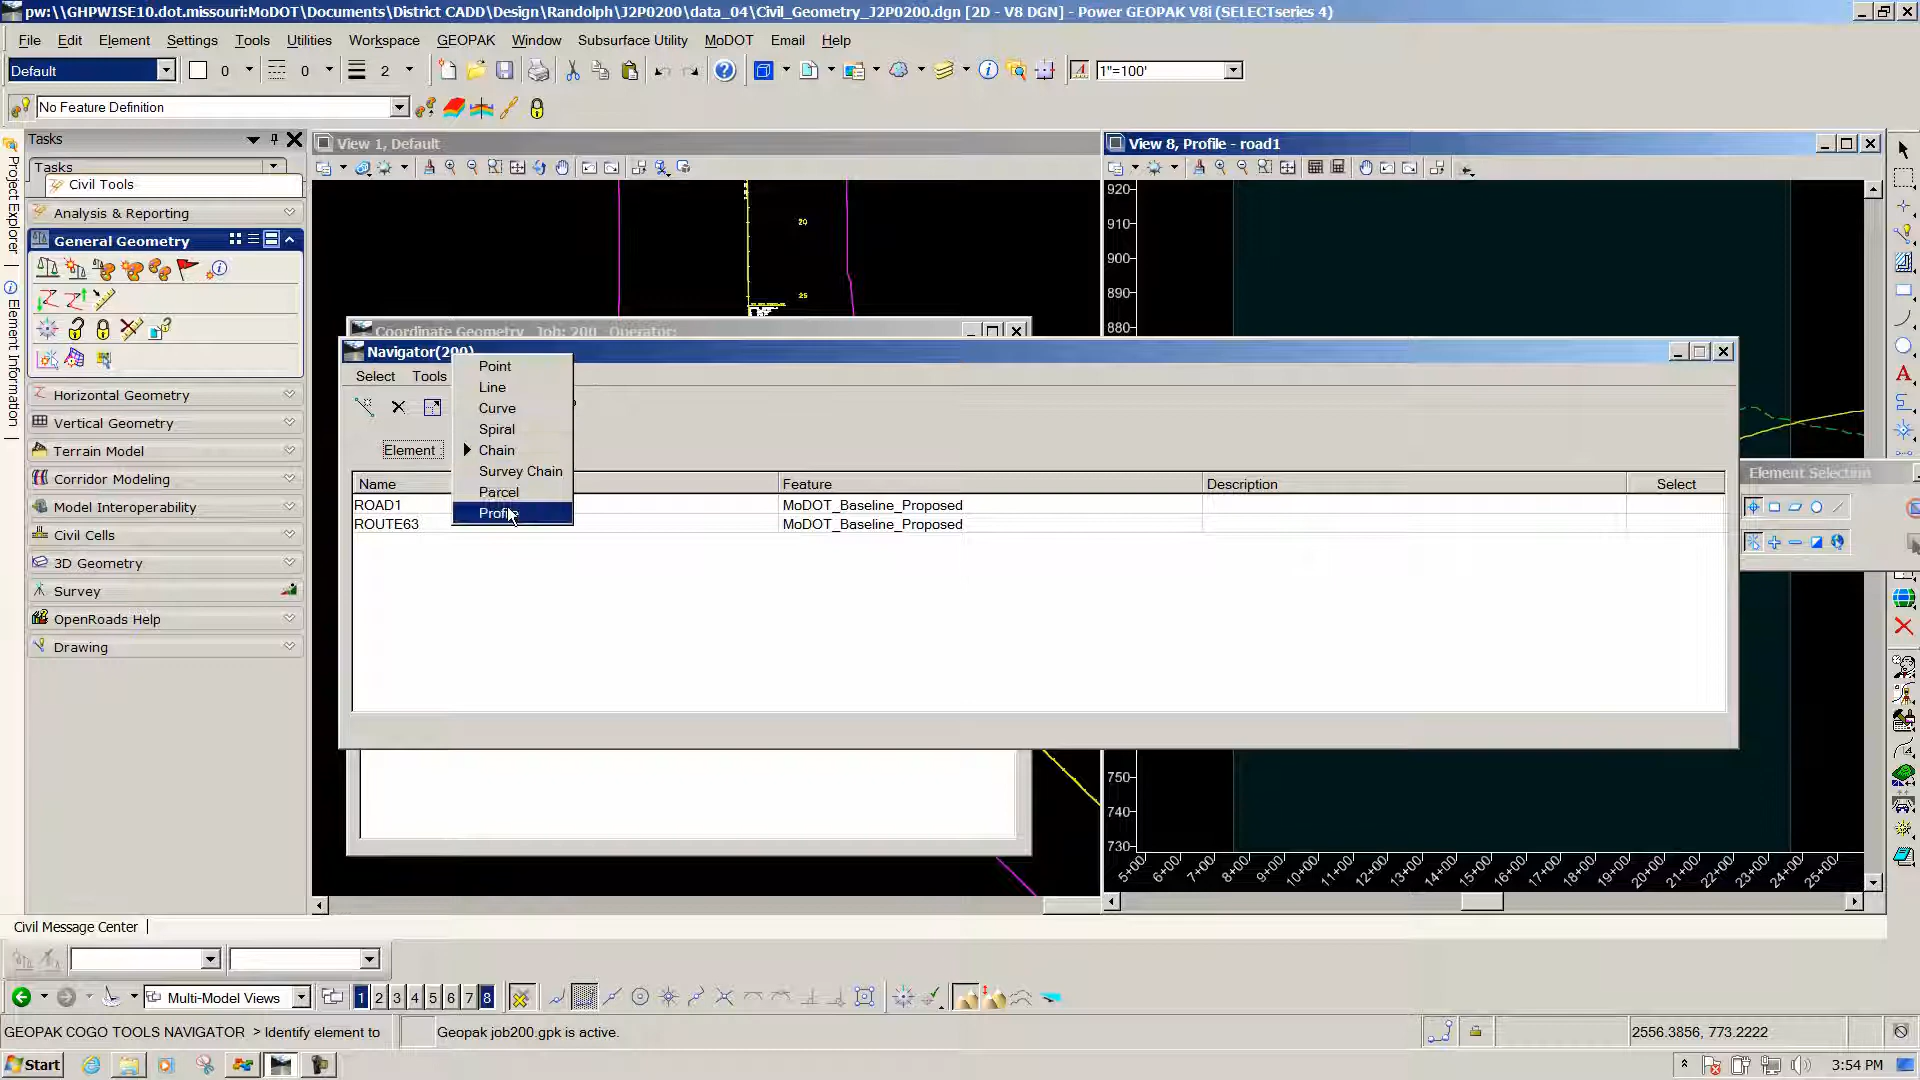 pw:\\GHPWISE10.dot.missouri:MoDOT\Documents\District CADD\Design\Randolph\J2P0200\data_04\Civil_Geometry_J2P0200.dgn [2D - V8 DGN] - Power GEOPAK V8i (SELECTseries 4)
File Edit Element Settings Tools Utilities Workspace GEOPAK Window Subsurface Utility MoDOT Email Help
Default 0 0 2 1"=100'
No Feature Definition
Tasks
View 1, Default
View 8, Profile - road1
Tasks
Civil Tools
Analysis & Reporting
General Geometry
Horizontal Geometry
Vertical Geometry
Terrain Model
Corridor Modeling
Model Interoperability
Civil Cells
3D Geometry
Survey
OpenRoads Help
Drawing
Project Explorer
Element Information
20
25
920
910
900
890
880
Coordinate Geometry Job: 200 Operator:
Navigator(200)
Select Tools
Element :
Point
Line
Curve
Spiral
Chain
Survey Chain
Parcel
Profile
Name Feature Description Select
ROAD1 MoDOT_Baseline_Proposed
ROUTE63 MoDOT_Baseline_Proposed
Element Selection
750
740
730
5+00 6+00 7+00 8+00 9+00 10+00 11+00 12+00 13+00 14+00 15+00 16+00 17+00 18+00 19+00 20+00 21+00 22+00 23+00 24+00 25+00
Civil Message Center
Multi-Model Views 1 2 3 4 5 6 7 8
GEOPAK COGO TOOLS NAVIGATOR > Identify element to
Geopak job200.gpk is active.
2556.3856, 773.2222
Start
3:54 PM